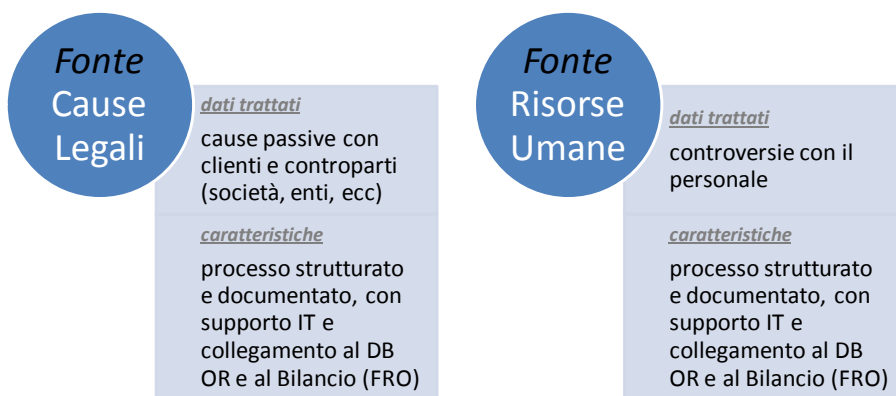 Fonte
Cause
Legali
dati trattati
cause passive con
clienti e controparti
(società, enti, ecc)
caratteristiche
processo strutturato
e documentato, con
supporto IT e
collegamento al DB
OR e al Bilancio (FRO)
Fonte
Risorse
Umane
dati trattati
controversie con il
personale
caratteristiche
processo strutturato
e documentato, con
supporto IT e
collegamento al DB
OR e al Bilancio (FRO)